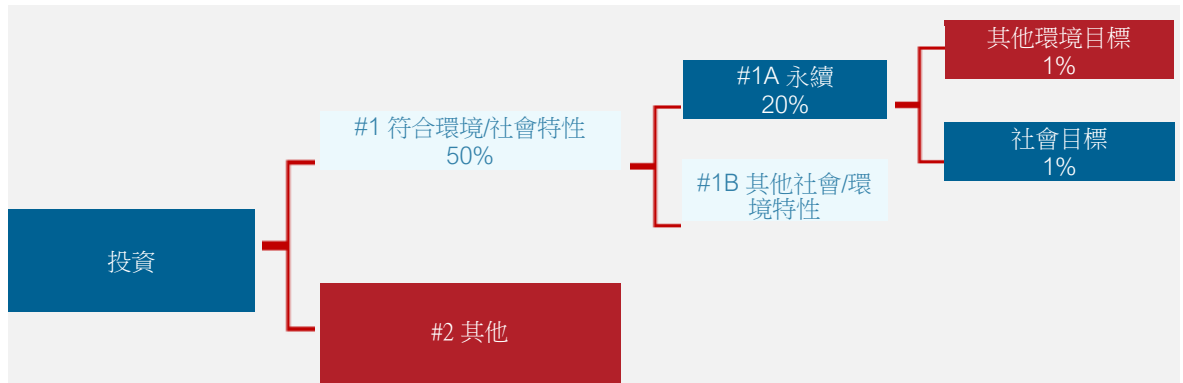 投資
#1 符合環境/社會特性
50%
#2 其他
#1A 永續
20%
#1B 其他社會/環
境特性
其他環境目標
1%
社會目標
1%